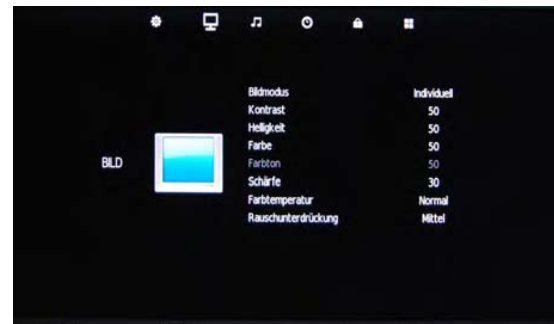 Bildmodus Individuell
Kontrast 50
Helligkeit 50
Farbe 50
BILD
Farbton 50
Schärfe 30
Farbtemperatur Normal
Rauschunterdrückung Mittel